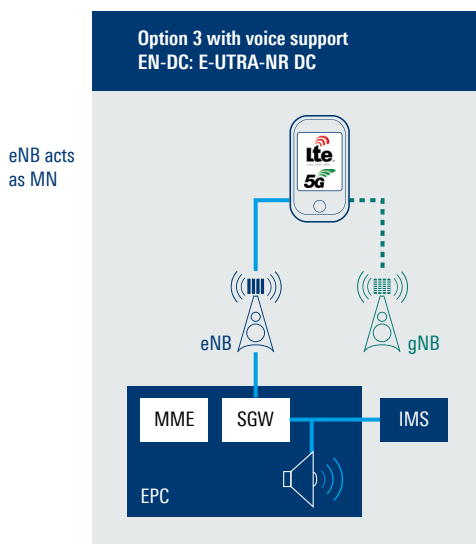 Option 3 with voice support
EN-DC: E-UTRA-NR DC
eNB acts
as MN
lte
5G
eNB
gNB
MME
SGW
IMS
EPC